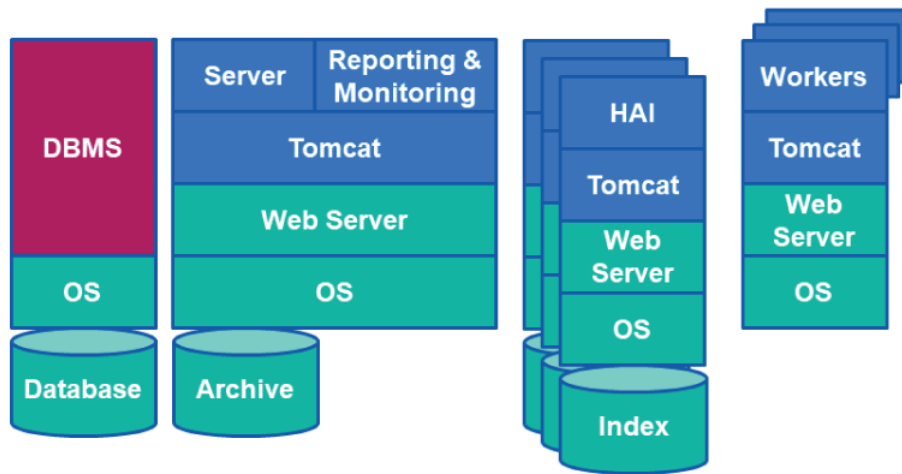 DBMS
OS
Database
Server
Reporting &
Monitoring
Tomcat
Web Server
OS
Archive
HAI
Tomcat
Web
Server
OS
Index
Workers
Tomcat
Web
Server
OS